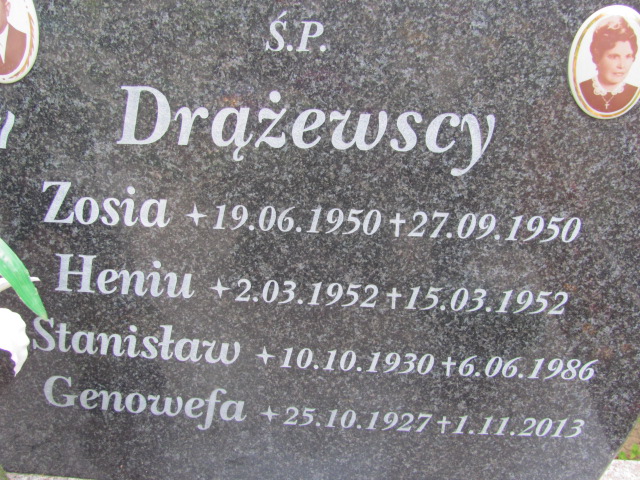 Ś.P.
Drążewscy
Zosia ✦19.06.1950 ✝27.09.1950
Heniu ✦2.03.1952 ✝15.03.1952
Stanisław ✦10.10.1930 ✝6.06.1986
Genowefa ✦25.10.1927 ✝1.11.2013